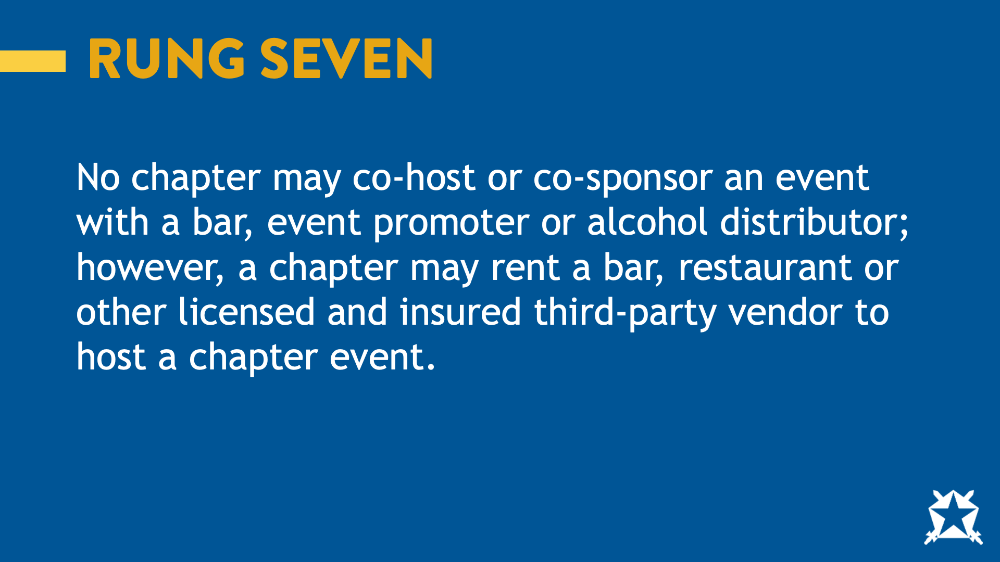 RUNG SEVEN
No chapter may co-host or co-sponsor an event
with a bar, event promoter or alcohol distributor;
however, a chapter may rent a bar, restaurant or
other licensed and insured third-party vendor to
host a chapter event.